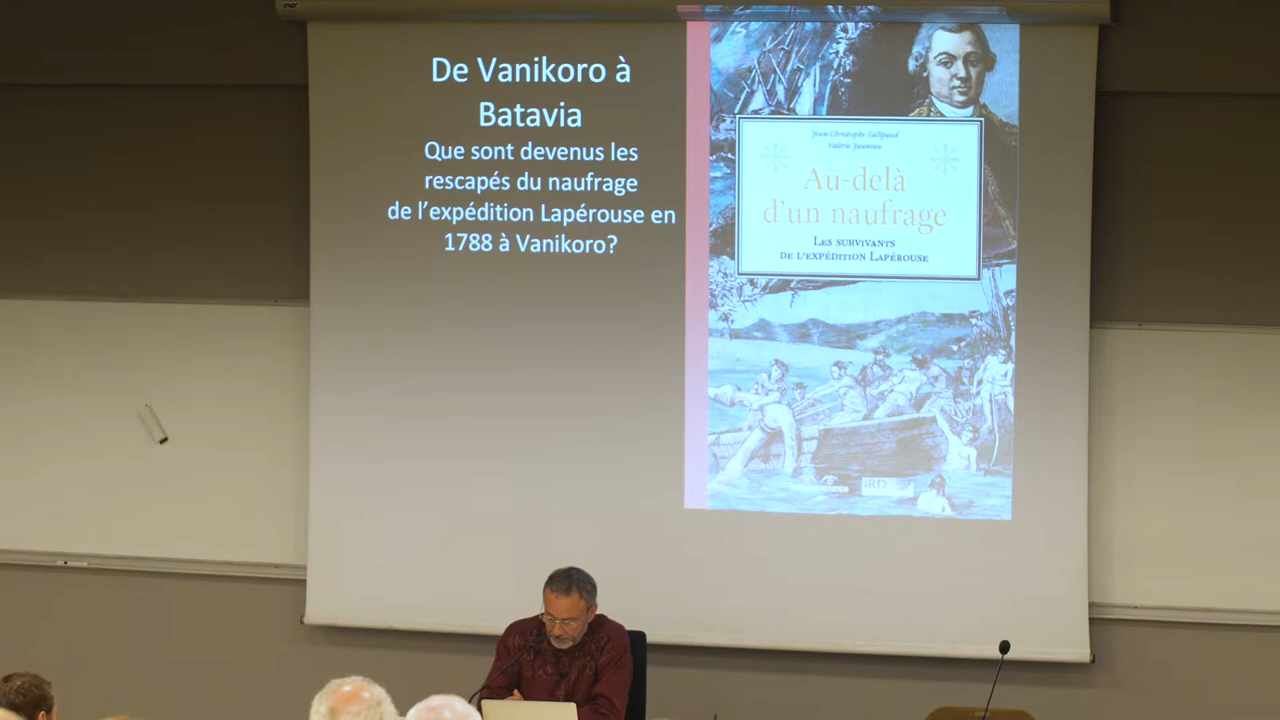 De Vanikoro à
Batavia
Que sont devenus les
rescapés du naufrage
de l'expédition Lapérouse en
1788 à Vanikoro?
Jean-Christophe Galipaud
Valérie Jauneau
Au-delà
d'un naufrage
Les survivants
de l'expédition Lapérouse
IRD